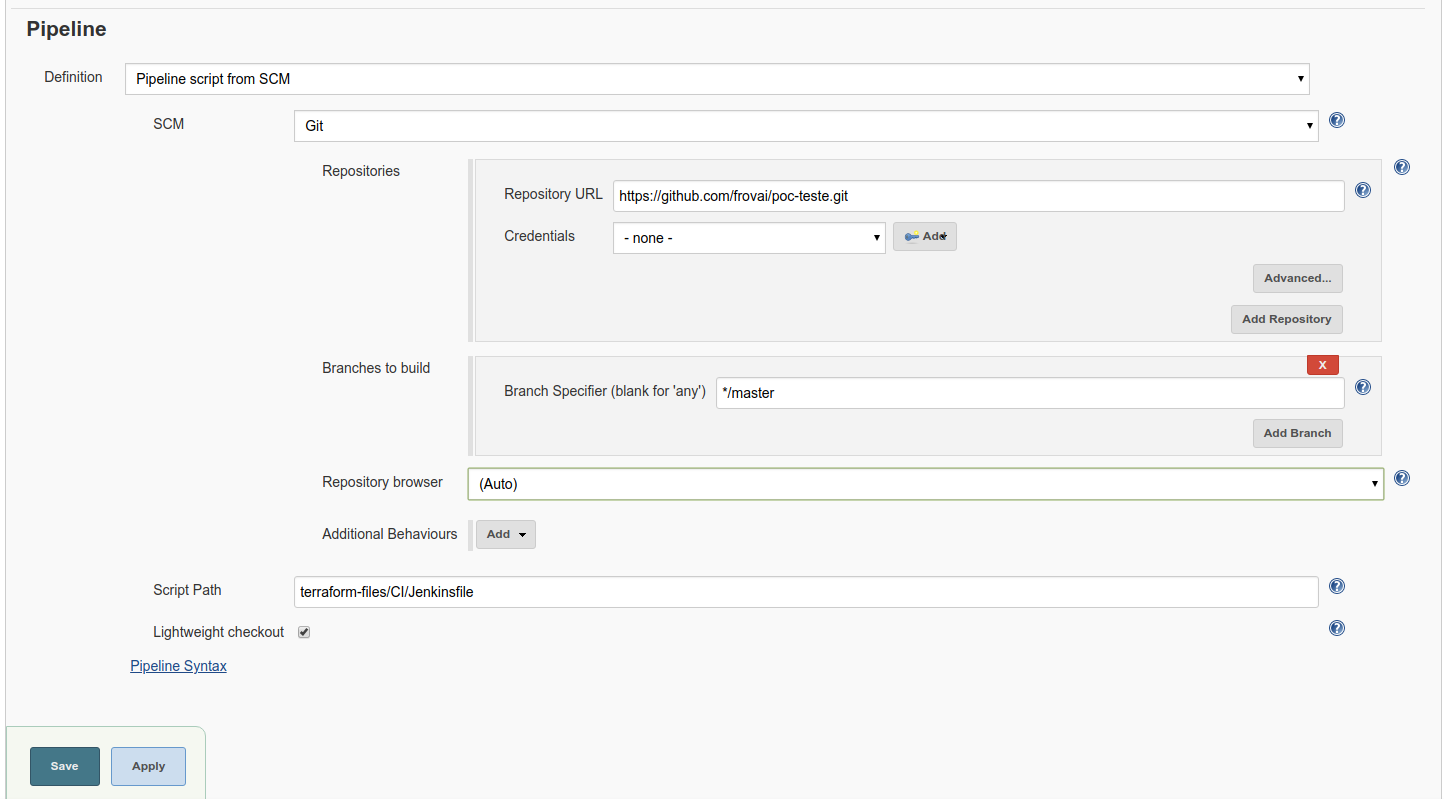 Pipeline
Definition
Pipeline script from SCM
SCM
Git
Repositories
Repository URL
https://github.com/frovai/poc-teste.git
Credentials
- none -
Add
Advanced...
Add Repository
Branches to build
X
Branch Specifier (blank for 'any')
*/master
Add Branch
Repository browser
(Auto)
Additional Behaviours
Add
Script Path
terraform-files/CI/Jenkinsfile
Lightweight checkout
Pipeline Syntax
Save
Apply